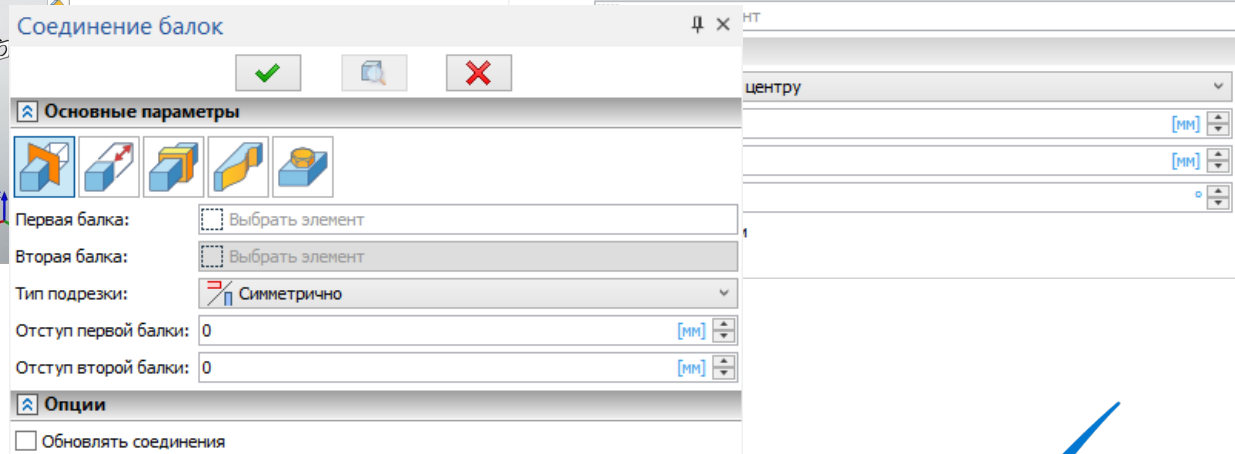 Соединение балок
нт
Основные параметры
центру
[мм]
[мм]
°
Первая балка: Выбрать элемент
Вторая балка: Выбрать элемент
Тип подрезки: Симметрично
Отступ первой балки: 0 [мм]
Отступ второй балки: 0 [мм]
Опции
Обновлять соединения